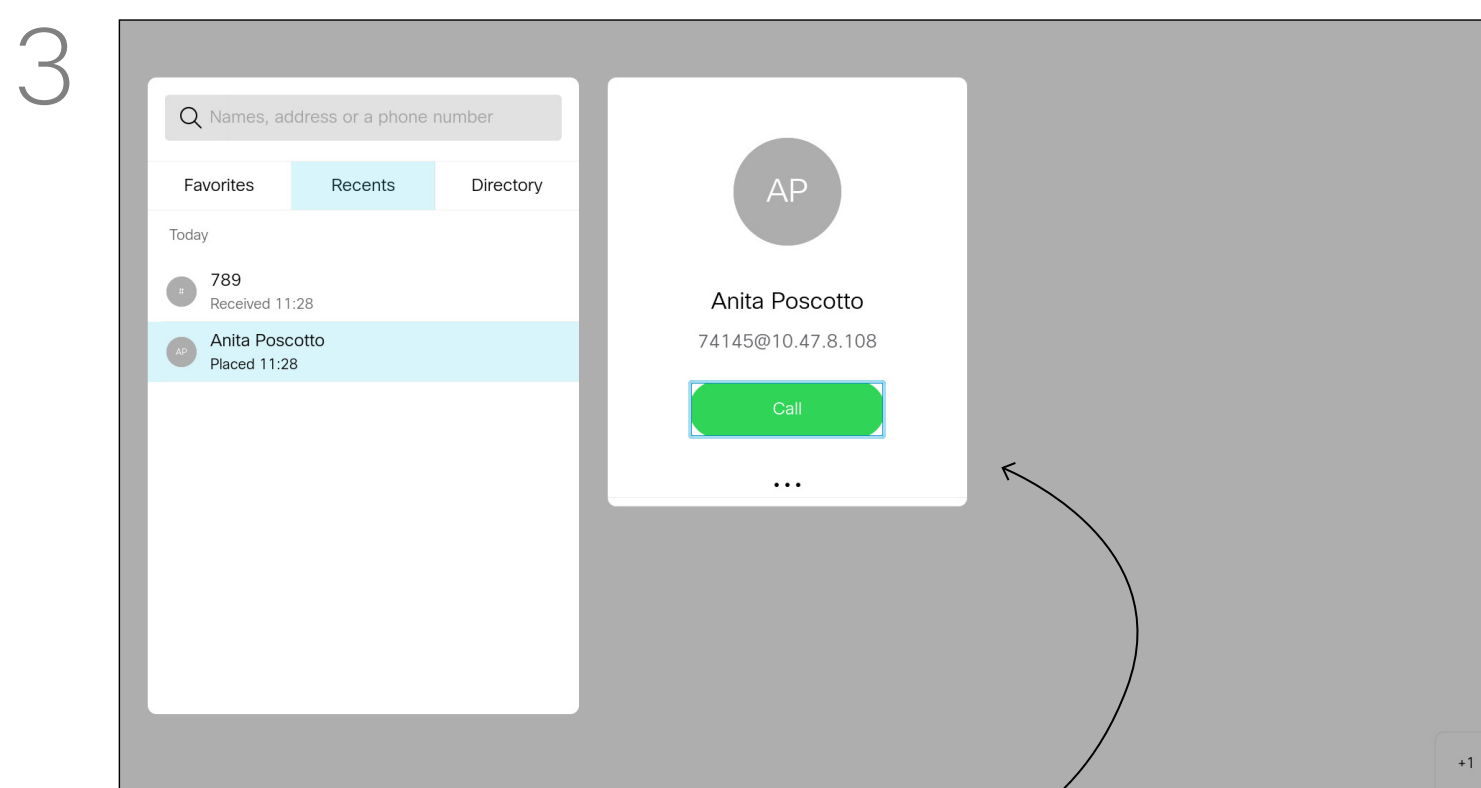 3
Names, address or a phone number
Favorites Recents Directory
Today
#
789
Received 11:28
AP
Anita Poscotto
Placed 11:28
AP
Anita Poscotto
74145@10.47.8.108
Call
...
+1